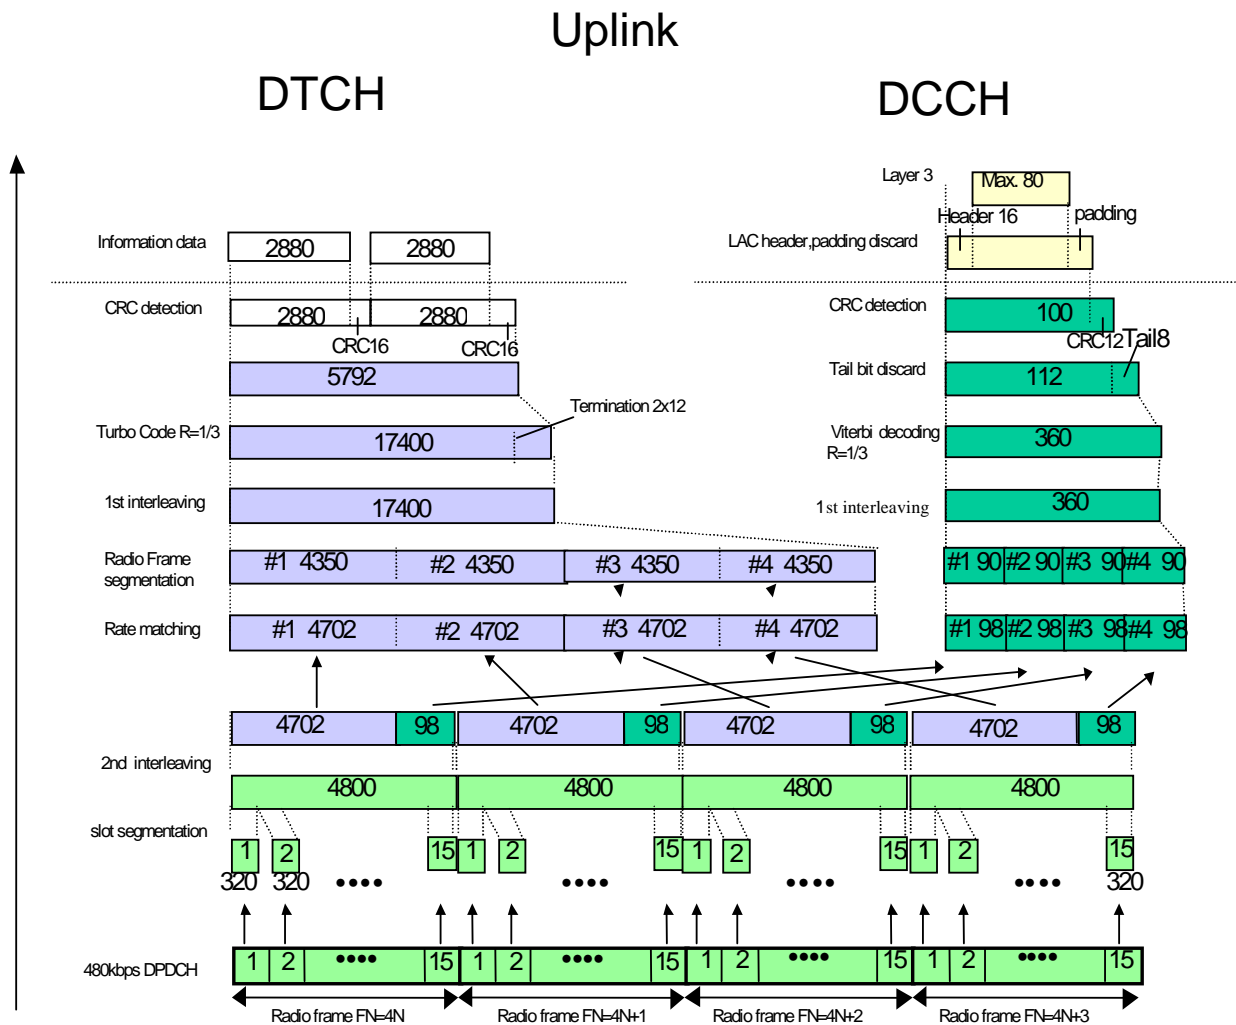 Uplink
DTCH
DCCH
Layer 3
Max. 80
Header 16
padding
Information data
2880
2880
LAC header,padding discard
CRC detection
2880
2880
CRC16
CRC16
CRC detection
100
CRC12
Tail8
5792
Tail bit discard
112
Termination 2x12
Turbo Code R=1/3
17400
Viterbi decoding
R=1/3
360
1st interleaving
17400
1st interleaving
360
Radio Frame
segmentation
#1 4350
#2 4350
#3 4350
#4 4350
#1 90
#2 90
#3 90
#4 90
Rate matching
#1 4702
#2 4702
#3 4702
#4 4702
#1 98
#2 98
#3 98
#4 98
4702
98
4702
98
4702
98
4702
98
2nd interleaving
4800
4800
4800
4800
slot segmentation
1
2
15
1
2
15
1
2
15
1
2
15
320
320
••••
••••
••••
••••
320
480kbps DPDCH
1
2
••••
15
1
2
••••
15
1
2
••••
15
1
2
••••
15
Radio frame FN=4N
Radio frame FN=4N+1
Radio frame FN=4N+2
Radio frame FN=4N+3